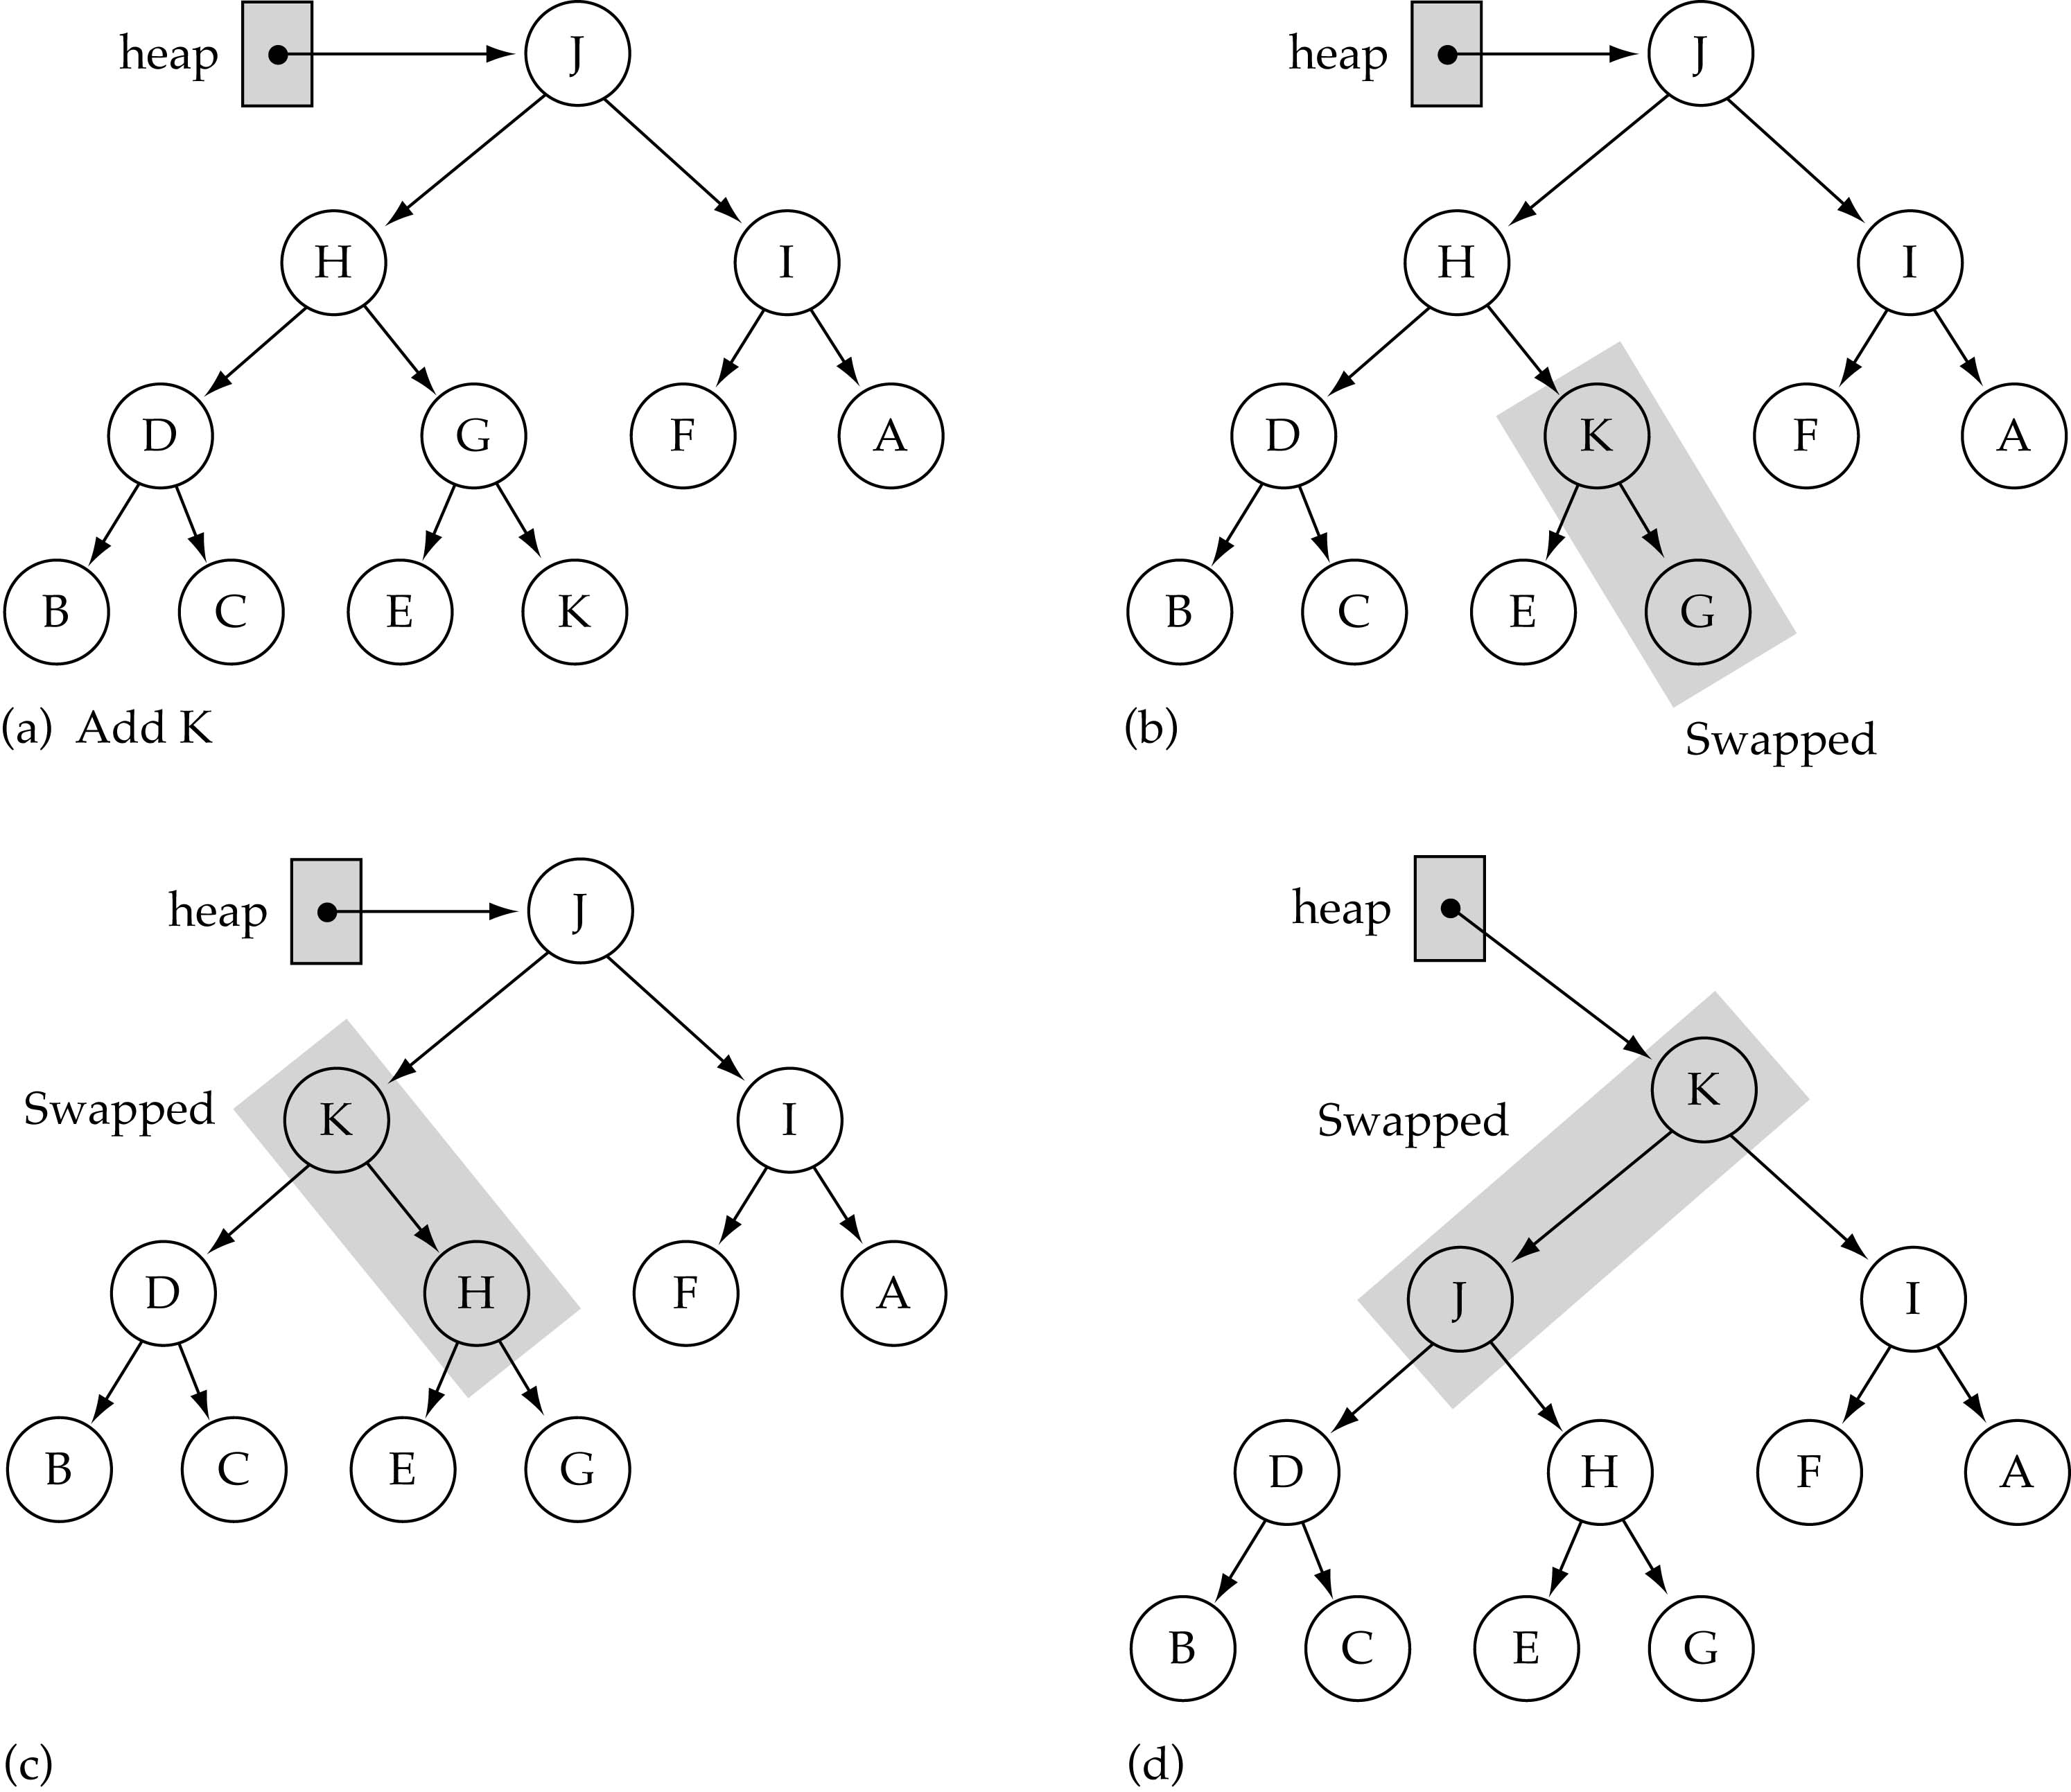 heap J
H I
D G F A
B C E K
(a) Add K
heap J
H I
D K F A
B C E G
(b)
Swapped
heap J
Swapped K I
D H F A
B C E G
(c)
heap
K
Swapped
J I
D H F A
B C E G
(d)